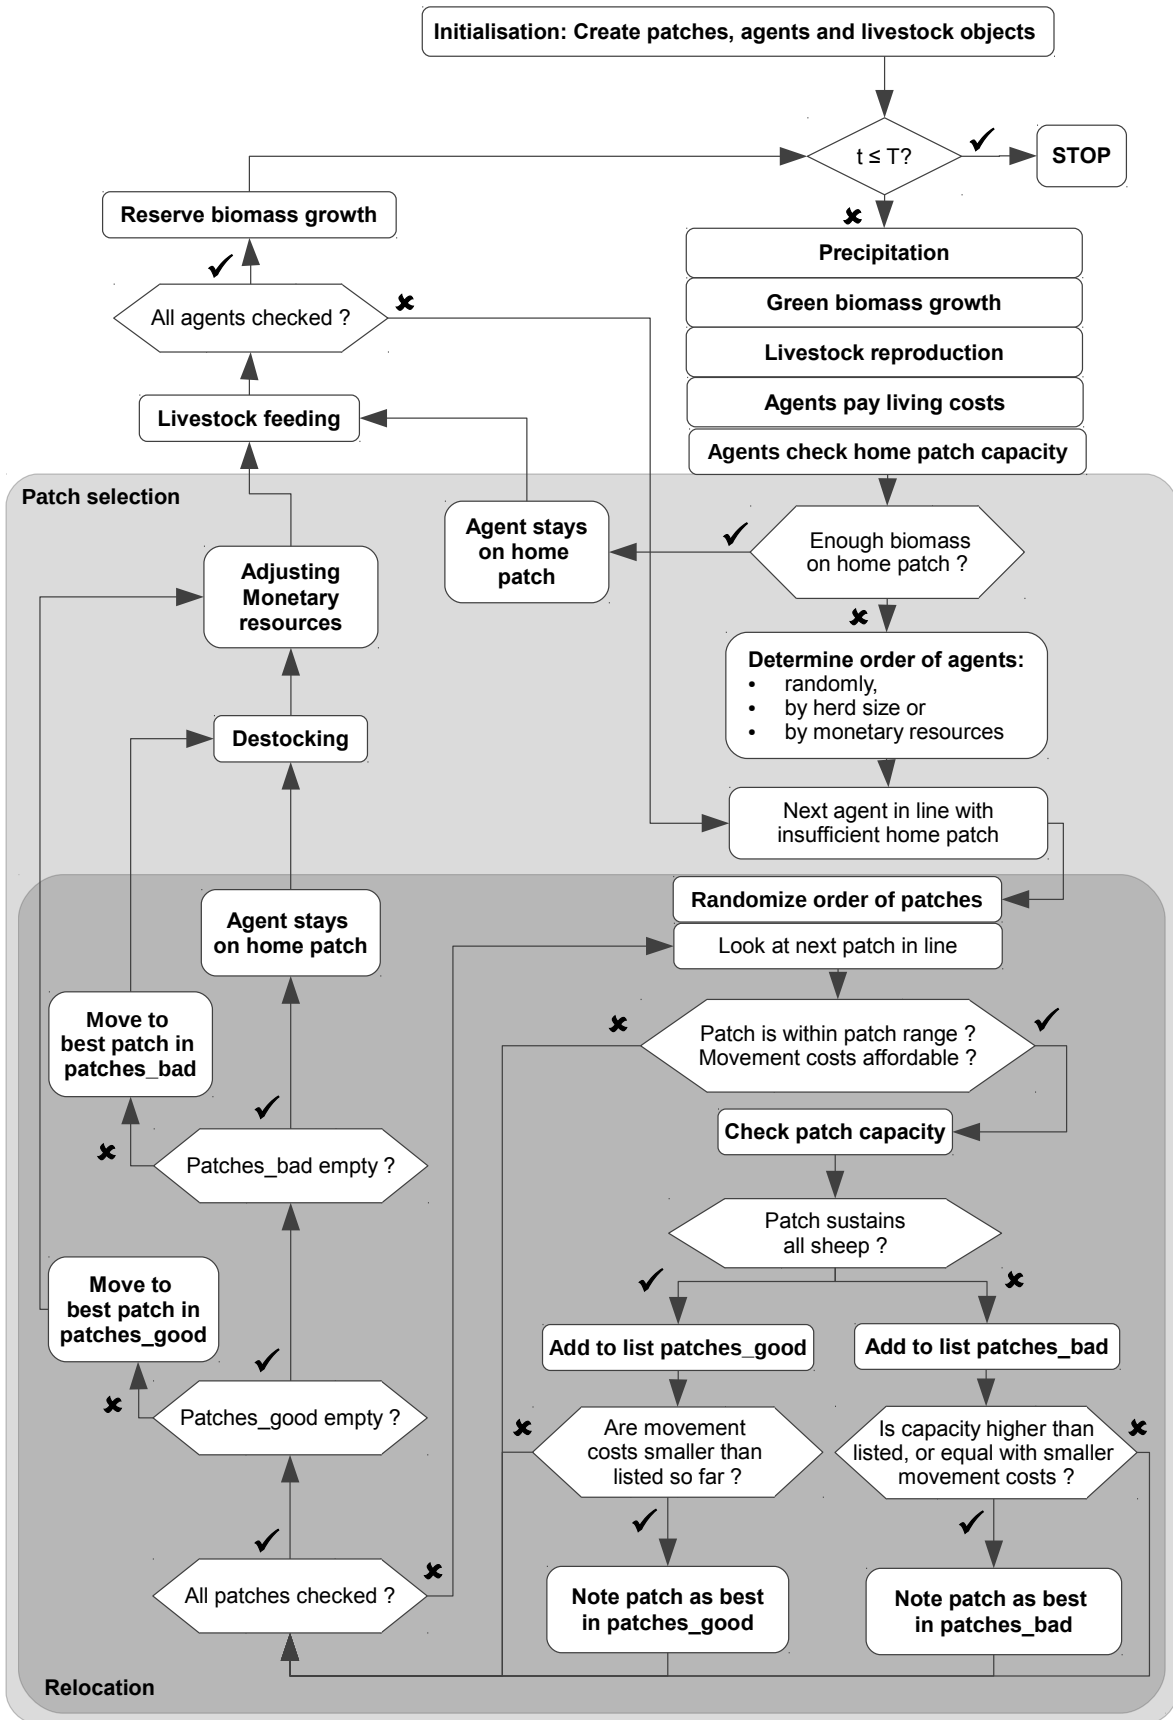 Initialisation: Create patches, agents and livestock objects
t ≤ T?
STOP
Reserve biomass growth
Precipitation
Green biomass growth
Livestock reproduction
Agents pay living costs
Agents check home patch capacity
All agents checked ?
Livestock feeding
Patch selection
Agent stays
on home
patch
Enough biomass
on home patch ?
Adjusting
Monetary
resources
Determine order of agents:
• randomly,
• by herd size or
• by monetary resources
Destocking
Next agent in line with
insufficient home patch
Randomize order of patches
Look at next patch in line
Agent stays
on home patch
Move to
best patch in
patches_bad
Patch is within patch range ?
Movement costs affordable ?
Check patch capacity
Patches_bad empty ?
Patch sustains
all sheep ?
Move to
best patch in
patches_good
Add to list patches_good
Add to list patches_bad
Patches_good empty ?
Are movement
costs smaller than
listed so far ?
Is capacity higher than
listed, or equal with smaller
movement costs ?
All patches checked ?
Note patch as best
in patches_good
Note patch as best
in patches_bad
Relocation